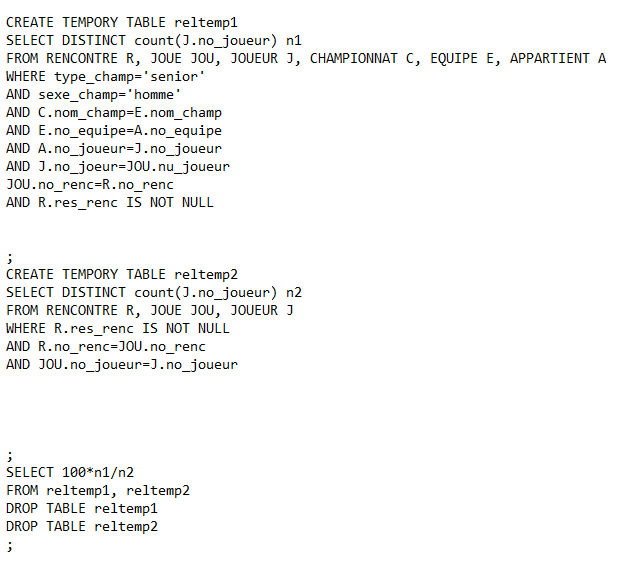 CREATE TEMPORY TABLE reltemp1
SELECT DISTINCT count(J.no_joueur) n1
FROM RENCONTRE R, JOUE JOU, JOUEUR J, CHAMPIONNAT C, EQUIPE E, APPARTIENT A
WHERE type_champ='senior'
AND sexe_champ='homme'
AND C.nom_champ=E.nom_champ
AND E.no_equipe=A.no_equipe
AND A.no_joueur=J.no_joueur
AND J.no_joeur=JOU.nu_joueur
JOU.no_renc=R.no_renc
AND R.res_renc IS NOT NULL
;
CREATE TEMPORY TABLE reltemp2
SELECT DISTINCT count(J.no_joueur) n2
FROM RENCONTRE R, JOUE JOU, JOUEUR J
WHERE R.res_renc IS NOT NULL
AND R.no_renc=JOU.no_renc
AND JOU.no_joueur=J.no_joueur
;
SELECT 100*n1/n2
FROM reltemp1, reltemp2
DROP TABLE reltemp1
DROP TABLE reltemp2
;